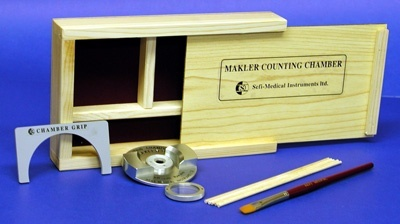 MAKLER COUNTING CHAMBER
Sefi-Medical Instruments ltd.
CHAMBER GRIP